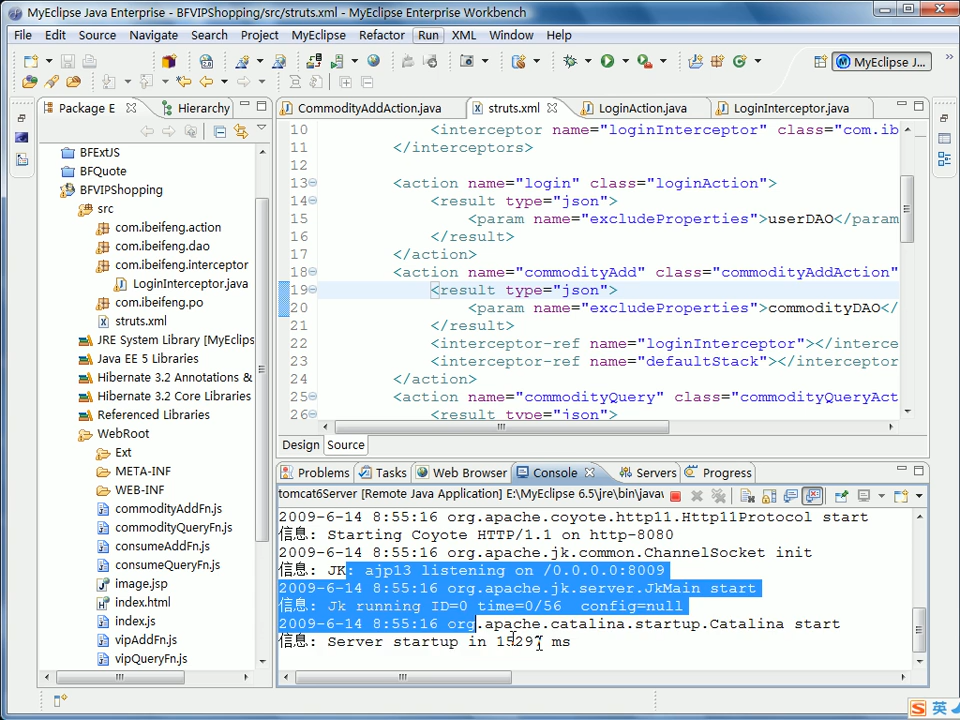 MyEclipse Java Enterprise - BFVIPShopping/src/struts.xml - MyEclipse Enterprise Workbench
File Edit Source Navigate Search Project MyEclipse Refactor Run XML Window Help
MyEclipse J...
Package E
Hierarchy
BFExtJS
BFQuote
BFVIPShopping
src
com.ibeifeng.action
com.ibeifeng.dao
com.ibeifeng.interceptor
LoginInterceptor.java
com.ibeifeng.po
struts.xml
JRE System Library [MyEclips
Java EE 5 Libraries
Hibernate 3.2 Annotations &
Hibernate 3.2 Core Libraries
Referenced Libraries
WebRoot
Ext
META-INF
WEB-INF
commodityAddFn.js
commodityQueryFn.js
consumeAddFn.js
consumeQueryFn.js
image.jsp
index.html
index.js
vipAddFn.js
vipQueryFn.js
CommodityAddAction.java struts.xml LoginAction.java LoginInterceptor.java
10 <interceptor name="loginInterceptor" class="com.ib
11 </interceptors>
12
13 <action name="login" class="loginAction">
14 <result type="json">
15 <param name="excludeProperties">userDAO</param
16 </result>
17 </action>
18 <action name="commodityAdd" class="commodityAddAction"
19 <result type="json">
20 <param name="excludeProperties">commodityDAO</
21 </result>
22 <interceptor-ref name="loginInterceptor"></interce
23 <interceptor-ref name="defaultStack"></interceptor
24 </action>
25 <action name="commodityQuery" class="commodityQueryAct
26 <result type="json">
Design Source
Problems Tasks Web Browser Console Servers Progress
tomcat6Server [Remote Java Application] E:\MyEclipse 6.5\jre\bin\javaw
2009-6-14 8:55:16 org.apache.coyote.http11.Http11Protocol start
信息: Starting Coyote HTTP/1.1 on http-8080
2009-6-14 8:55:16 org.apache.jk.common.ChannelSocket init
信息: JK: ajp13 listening on /0.0.0.0:8009
2009-6-14 8:55:16 org.apache.jk.server.JkMain start
信息: Jk running ID=0 time=0/56  config=null
2009-6-14 8:55:16 org.apache.catalina.startup.Catalina start
信息: Server startup in 15297 ms
英